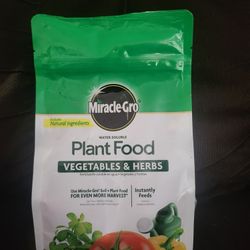 Includes
Natural Ingredients
Miracle-Gro
WATER SOLUBLE
Plant Food
VEGETABLES & HERBS
Use Miracle-Gro Soil + Plant Food
FOR EVEN MORE HARVEST
Instantly
Feeds